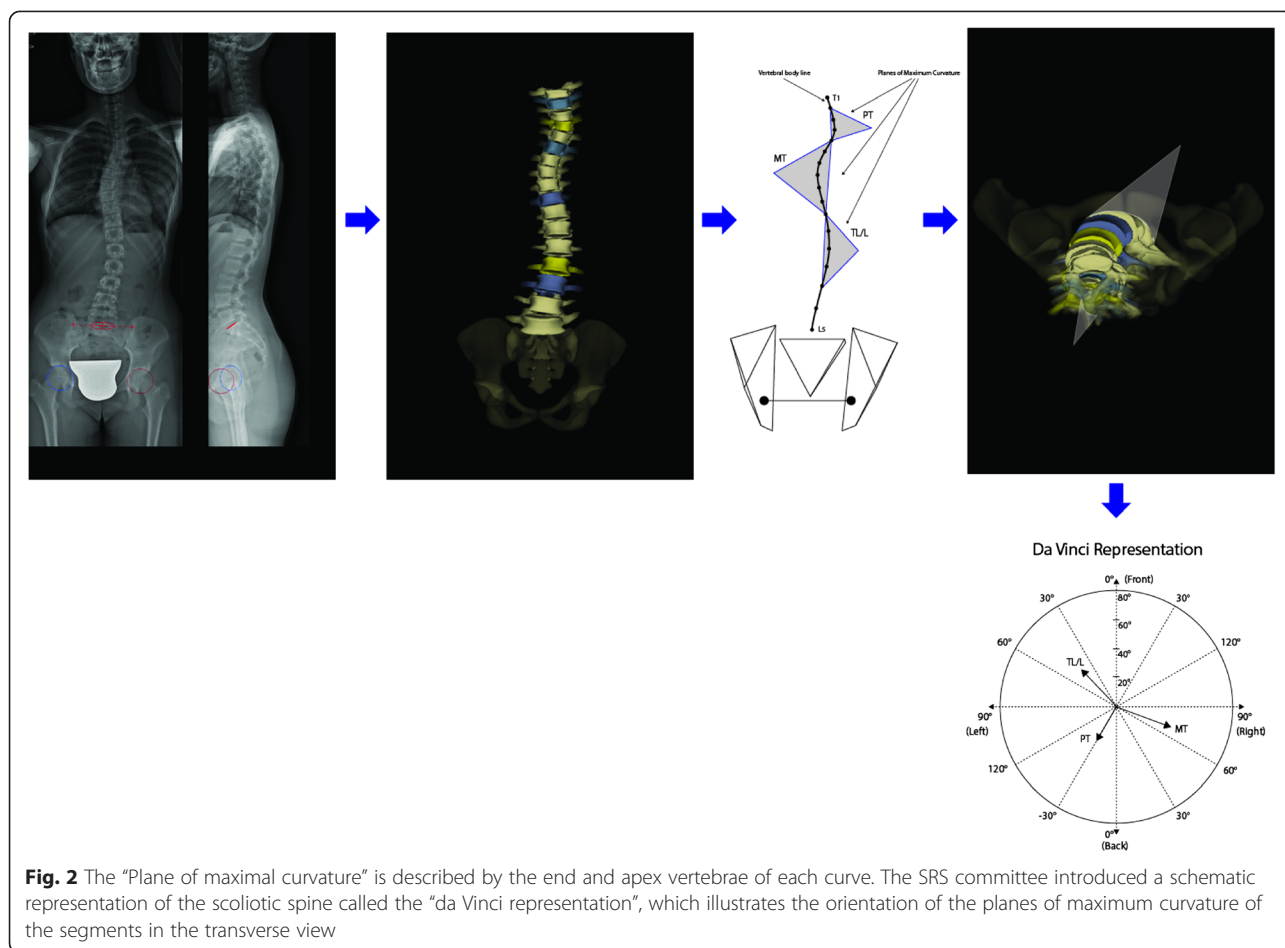 Vertebral body line
Planes of Maximum Curvature
T1
PT
MT
TL/L
L5
Da Vinci Representation
0° (Front)
30°
80°
30°
60°
60°
120°
40°
TL/L
20°
90°
(Left)
90°
(Right)
MT
PT
120°
60°
-30°
30°
0°
(Back)
Fig. 2 The “Plane of maximal curvature” is described by the end and apex vertebrae of each curve. The SRS committee introduced a schematic
representation of the scoliotic spine called the “da Vinci representation”, which illustrates the orientation of the planes of maximum curvature of
the segments in the transverse view